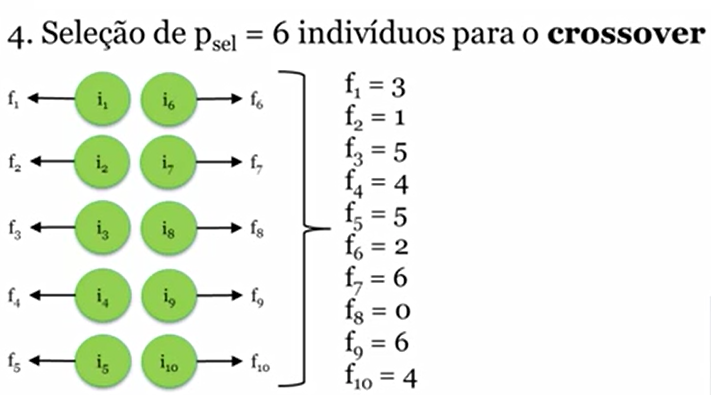 4. Seleção de p_sel = 6 indivíduos para o crossover
f₁ i₁ i₆ f₆
f₂ i₂ i₇ f₇
f₃ i₃ i₈ f₈
f₄ i₄ i₉ f₉
f₅ i₅ i₁₀ f₁₀
f₁ = 3
f₂ = 1
f₃ = 5
f₄ = 4
f₅ = 5
f₆ = 2
f₇ = 6
f₈ = 0
f₉ = 6
f₁₀ = 4